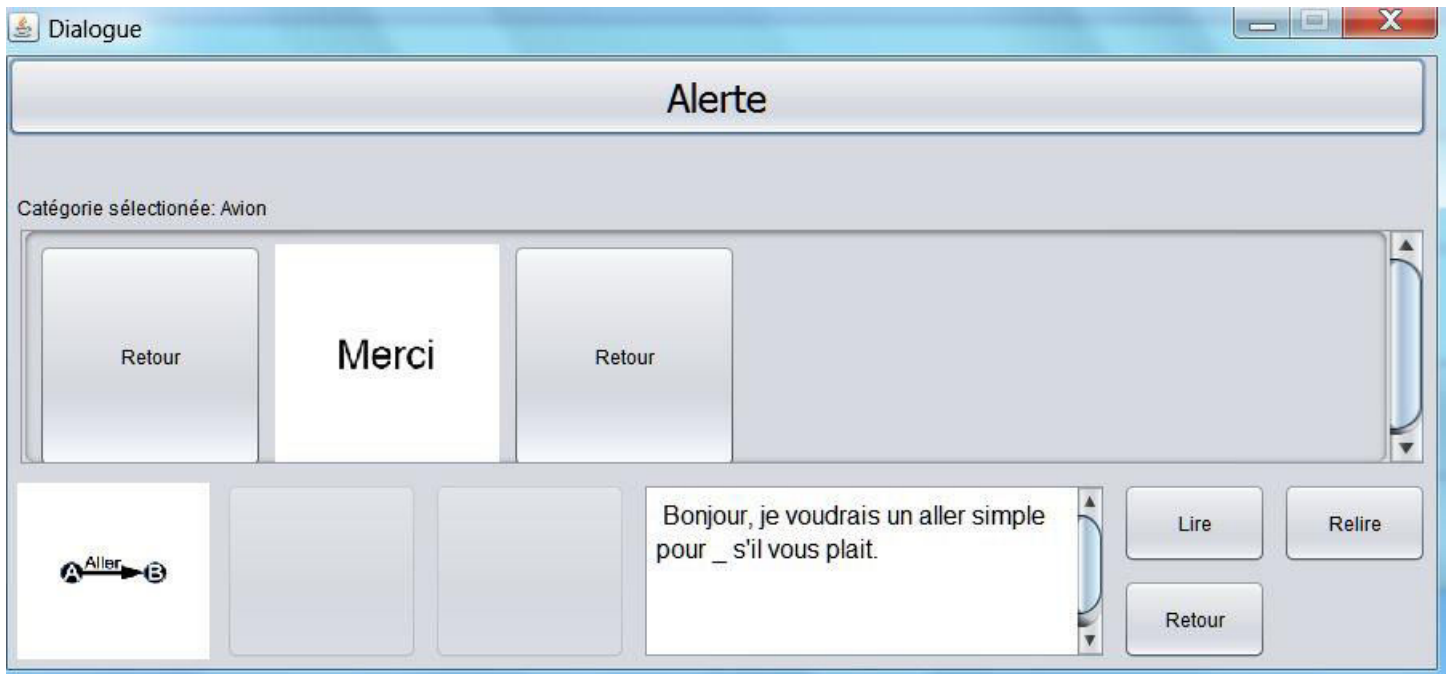 Dialogue
Alerte
Catégorie sélectionée: Avion
Retour
Merci
Retour
A Aller B
Bonjour, je voudrais un aller simple
pour _ s'il vous plait.
Lire
Relire
Retour